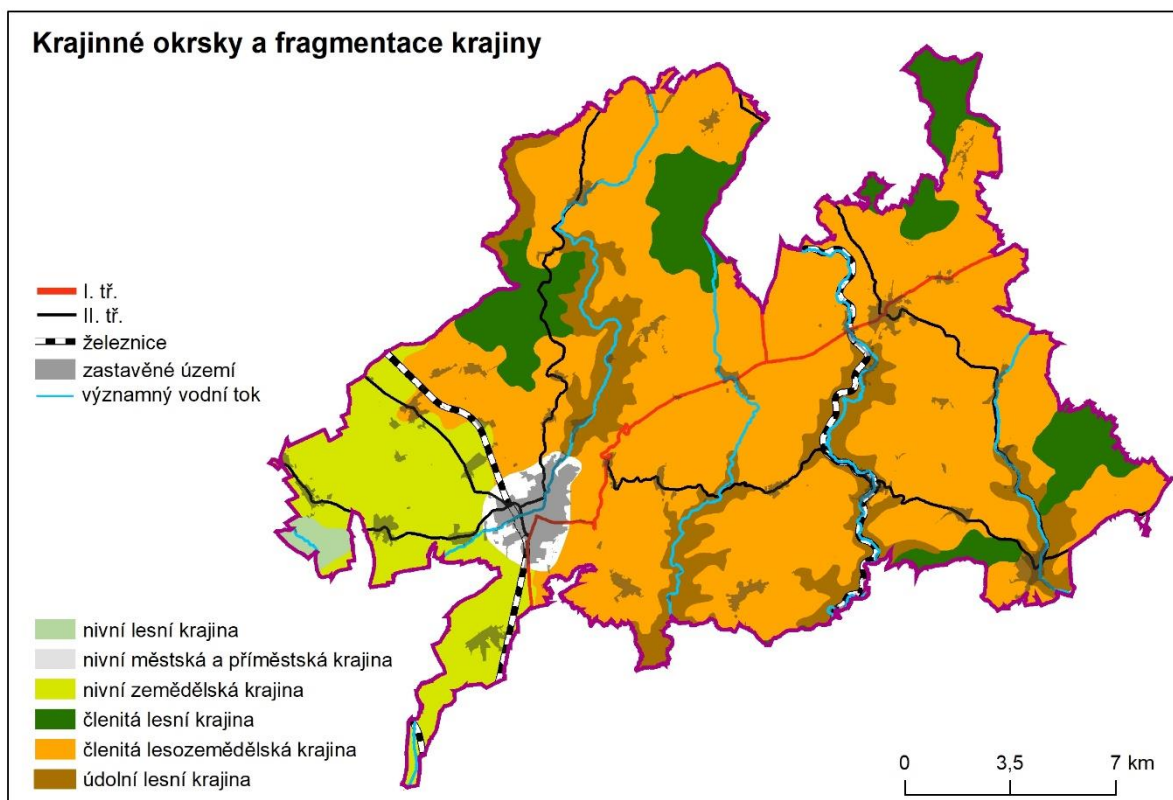 Krajinné okrsky a fragmentace krajiny
I. tř.
II. tř.
železnice
zastavěné území
významný vodní tok
nivní lesní krajina
nivní městská a příměstská krajina
nivní zemědělská krajina
členitá lesní krajina
členitá lesozemědělská krajina
údolní lesní krajina
0 3,5 7 km